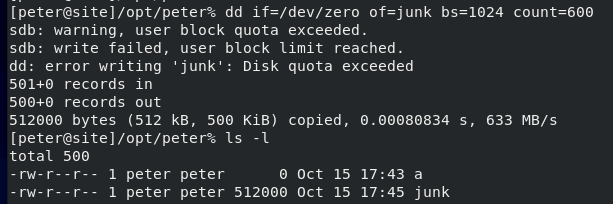 [peter@site]/opt/peter% dd if=/dev/zero of=junk bs=1024 count=600
sdb: warning, user block quota exceeded.
sdb: write failed, user block limit reached.
dd: error writing 'junk': Disk quota exceeded
501+0 records in
500+0 records out
512000 bytes (512 kB, 500 KiB) copied, 0.00080834 s, 633 MB/s
[peter@site]/opt/peter% ls -l
total 500
-rw-r--r-- 1 peter peter      0 Oct 15 17:43 a
-rw-r--r-- 1 peter peter 512000 Oct 15 17:45 junk